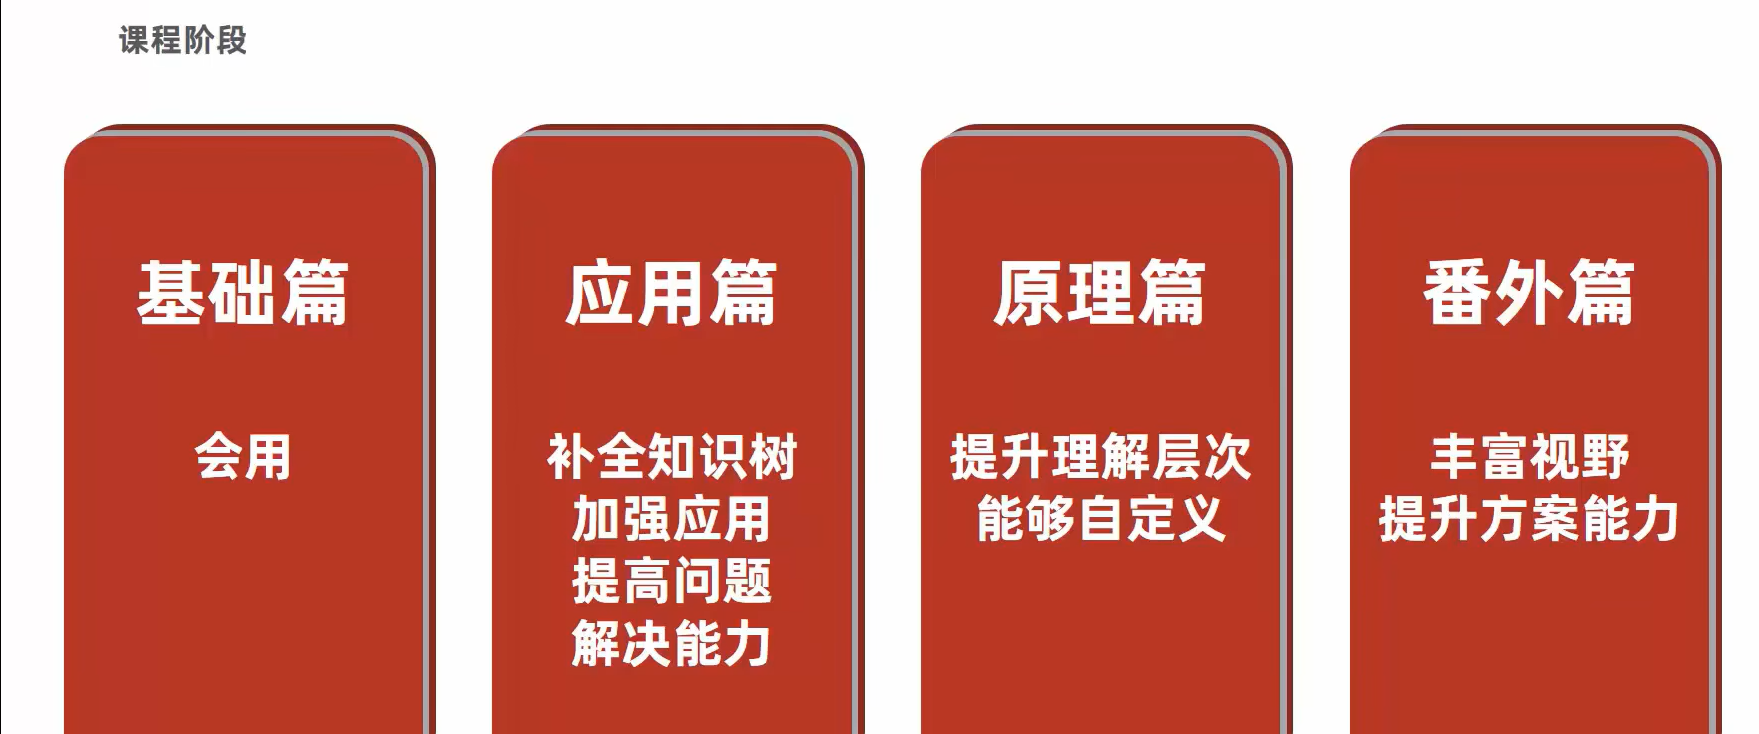 课程阶段
基础篇
会用
应用篇
补全知识树
加强应用
提高问题
解决能力
原理篇
提升理解层次
能够自定义
番外篇
丰富视野
提升方案能力